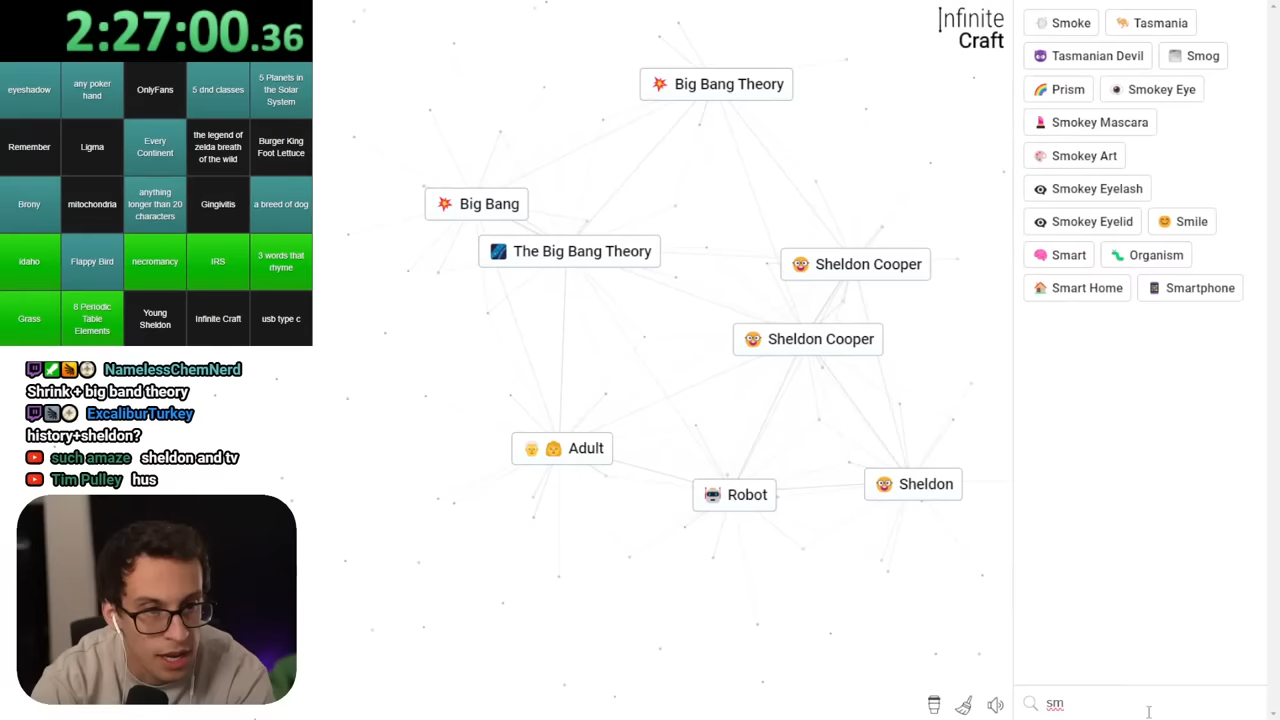 2:27:00.36
eyeshadow
any poker
hand
OnlyFans
5 dnd classes
5 Planets in
the Solar
System
Remember
Ligma
Every
Continent
the legend of
zelda breath
of the wild
Burger King
Foot Lettuce
Brony
mitochondria
anything
longer than 20
characters
Gingivitis
a breed of dog
idaho
Flappy Bird
necromancy
IRS
3 words that
rhyme
Grass
8 Periodic
Table
Elements
Young
Sheldon
Infinite Craft
usb type c
NamelessChemNerd
Shrink + big band theory
ExcaliburTurkey
history+sheldon?
such amaze sheldon and tv
Tim Pulley hus
Infinite
Craft
Big Bang Theory
Big Bang
The Big Bang Theory
Sheldon Cooper
Sheldon Cooper
Adult
Robot
Sheldon
Smoke
Tasmania
Tasmanian Devil
Smog
Prism
Smokey Eye
Smokey Mascara
Smokey Art
Smokey Eyelash
Smokey Eyelid
Smile
Smart
Organism
Smart Home
Smartphone
sm